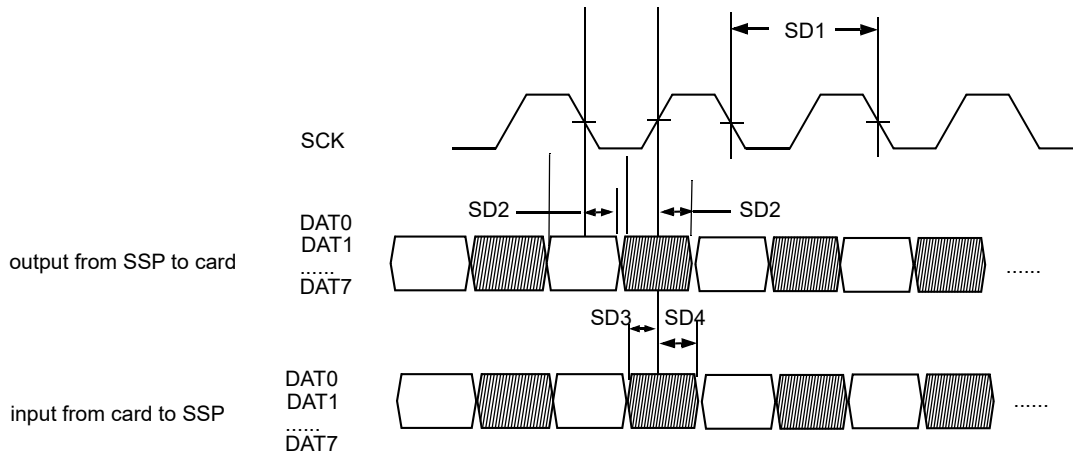 SD1
SCK
SD2
SD2
DAT0
DAT1
output from SSP to card
......
DAT7
......
SD3
SD4
DAT0
DAT1
input from card to SSP
......
DAT7
......